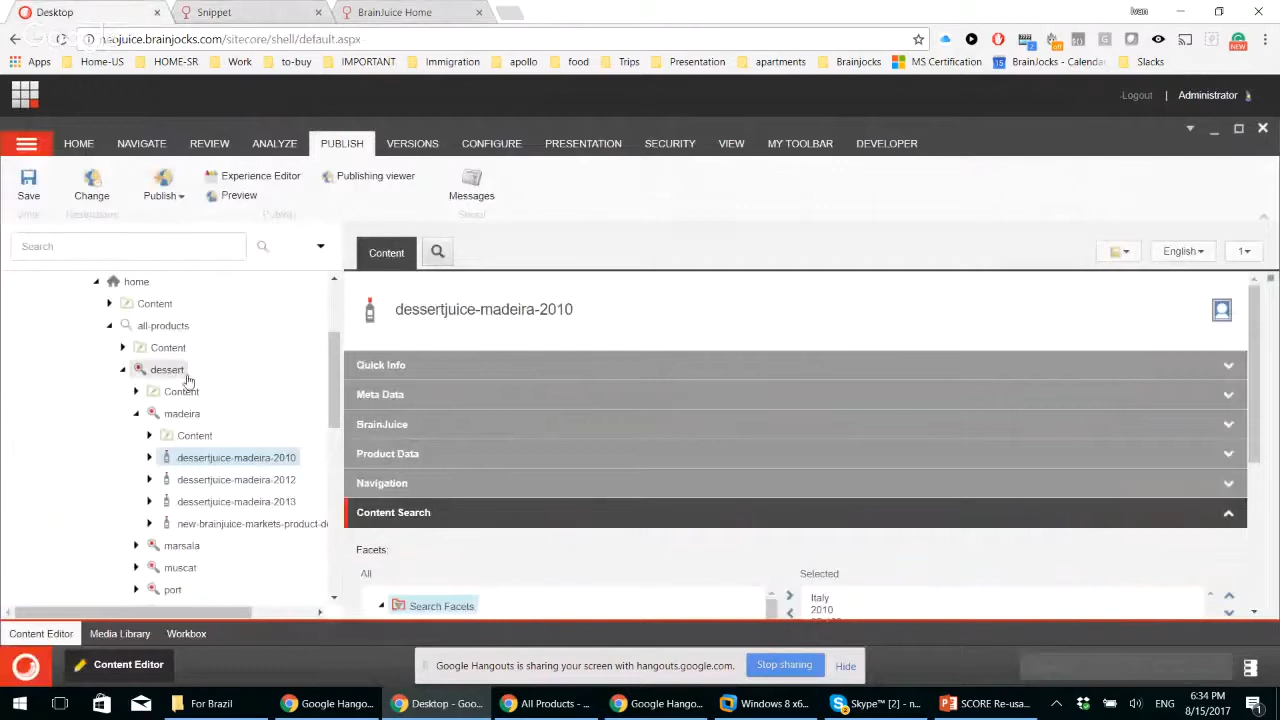 Desktop
Snippet
BrainJuice Home
Ivan
juice.brainjocks.com/sitecore/shell/default.aspx
Apps Home-US HOME-SR Work to-buy IMPORTANT Immigration apollo food Trips Presentation apartments Brainjocks MS Certification BrainJocks - Calenda Slacks
NEW
Logout | Administrator
HOME NAVIGATE REVIEW ANALYZE PUBLISH VERSIONS CONFIGURE PRESENTATION SECURITY VIEW MY TOOLBAR DEVELOPER
Save Change Publish Experience Editor Publishing viewer Messages
Preview
Write Restrictions Publish Social
Search
Content English 1
home
Content
all-products
Content
dessert
Content
madeira
Content
dessertjuice-madeira-2010
dessertjuice-madeira-2012
dessertjuice-madeira-2013
new-brainjuice-markets-product-de
marsala
muscat
port
dessertjuice-madeira-2010
Quick Info
Meta Data
BrainJuice
Product Data
Navigation
Content Search
Facets:
All Selected
Search Facets
Italy
2010
Content Editor Media Library Workbox
Content Editor
Google Hangouts is sharing your screen with hangouts.google.com. Stop sharing Hide
For Brazil Google Hango... Desktop - Goo... All Products - ... Google Hango... Windows 8 x6... Skype™ [2] - n... SCORE Re-usa... ENG
6:34 PM
8/15/2017